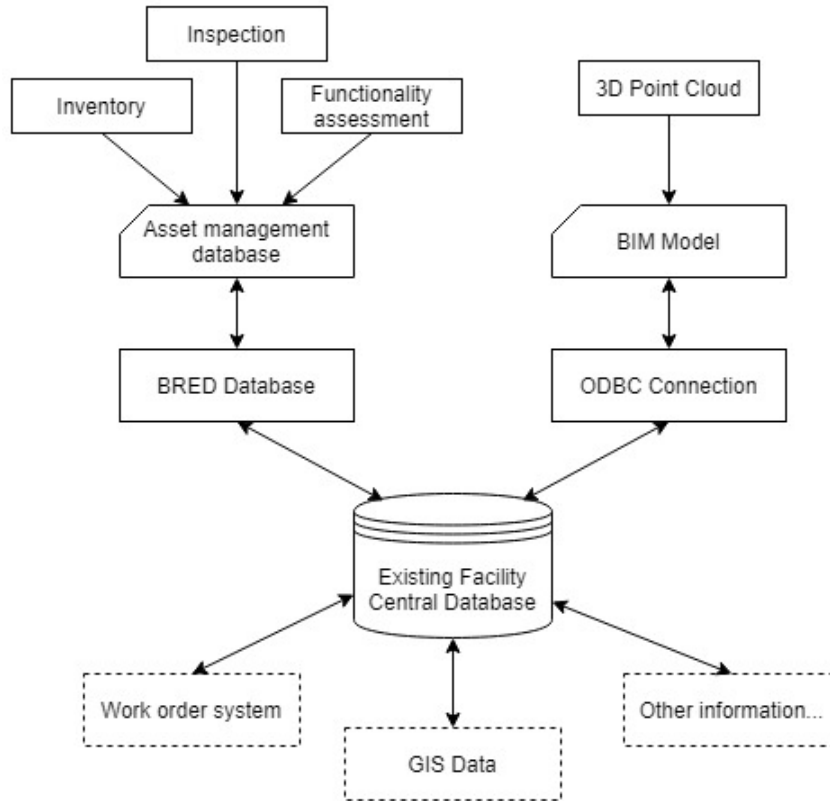 Inspection
Inventory
Functionality
assessment
3D Point Cloud
Asset management
database
BIM Model
BRED Database
ODBC Connection
Existing Facility
Central Database
Work order system
GIS Data
Other information...